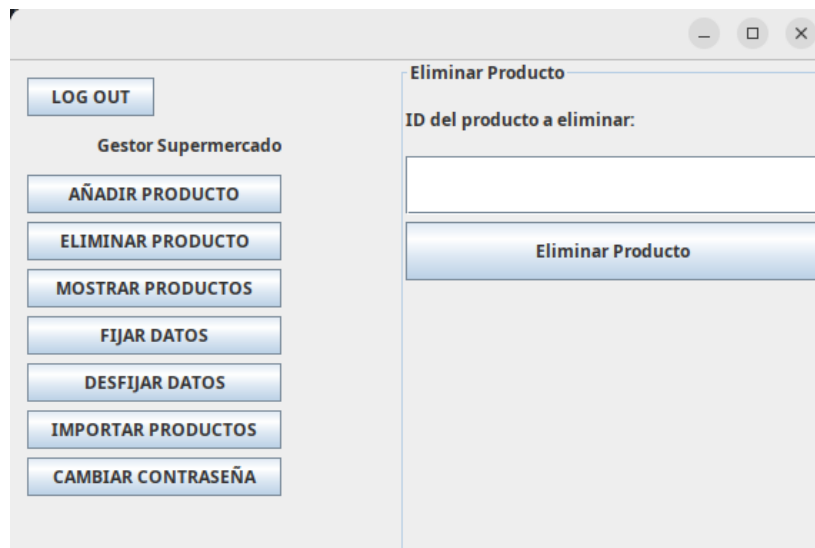 LOG OUT
Gestor Supermercado
AÑADIR PRODUCTO
ELIMINAR PRODUCTO
MOSTRAR PRODUCTOS
FIJAR DATOS
DESFIJAR DATOS
IMPORTAR PRODUCTOS
CAMBIAR CONTRASEÑA
Eliminar Producto
ID del producto a eliminar:
Eliminar Producto